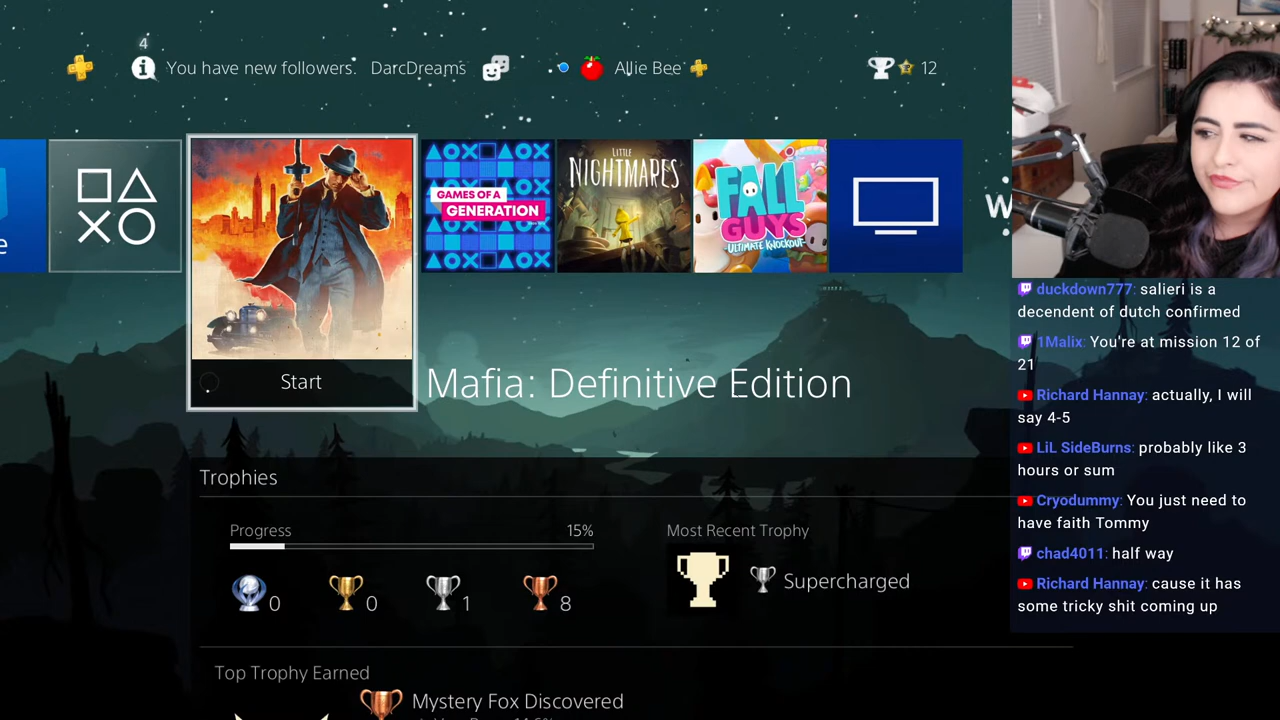 4
You have new followers. DarcDreams Allie Bee 12
e
LITTLE NIGHTMARES
GAMES OF A
GENERATION
FALL
GUYS
ULTIMATE KNOCKOUT
W
Start
Mafia: Definitive Edition
Trophies
Progress 15%
0 0 1 8
Most Recent Trophy
Supercharged
Top Trophy Earned
Mystery Fox Discovered
duckdown777: salieri is a
decendent of dutch confirmed
1Malix: You're at mission 12 of
21
Richard Hannay: actually, I will
say 4-5
LiL SideBurns: probably like 3
hours or sum
Cryodummy: You just need to
have faith Tommy
chad4011: half way
Richard Hannay: cause it has
some tricky shit coming up